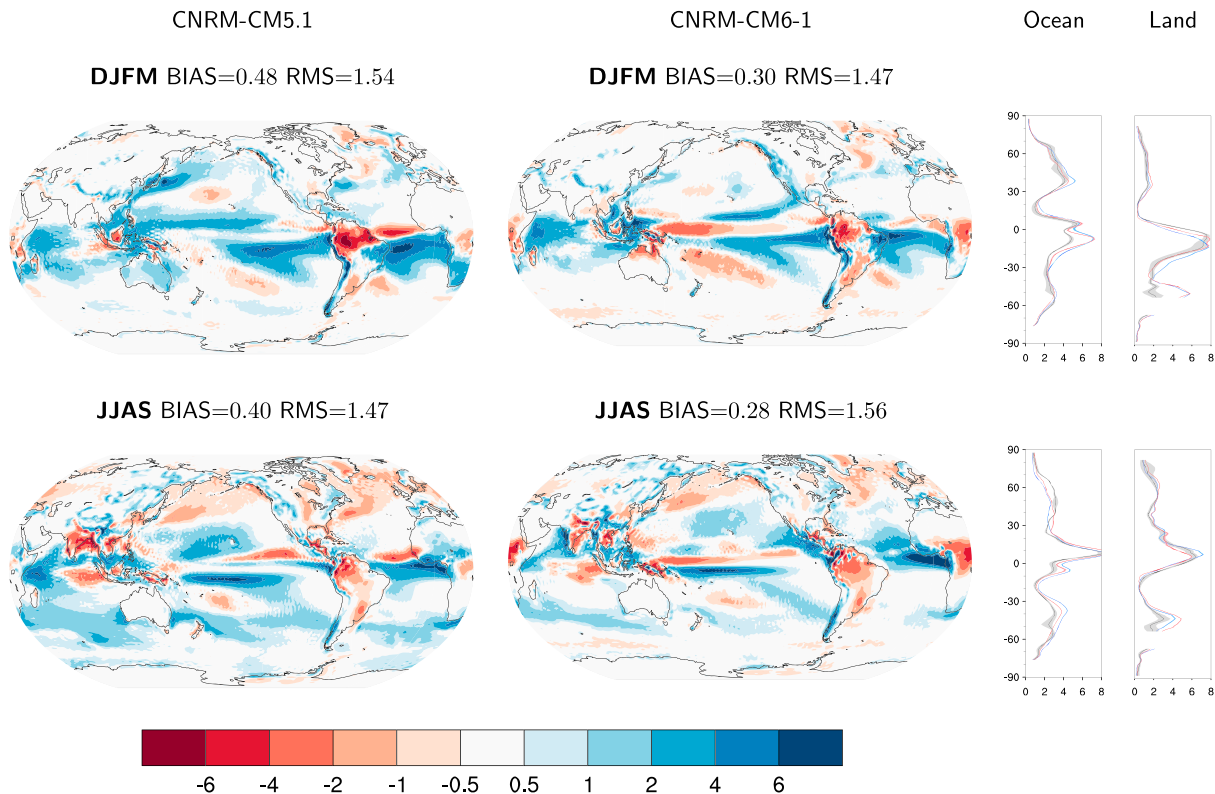 CNRM-CM5.1 CNRM-CM6-1 Ocean Land
DJFM BIAS=0.48 RMS=1.54 DJFM BIAS=0.30 RMS=1.47
90
60
30
0
-30
-60
-90
0 2 4 6 8 0 2 4 6 8
JJAS BIAS=0.40 RMS=1.47 JJAS BIAS=0.28 RMS=1.56
90
60
30
0
-30
-60
-90
0 2 4 6 8 0 2 4 6 8
-6 -4 -2 -1 -0.5 0.5 1 2 4 6